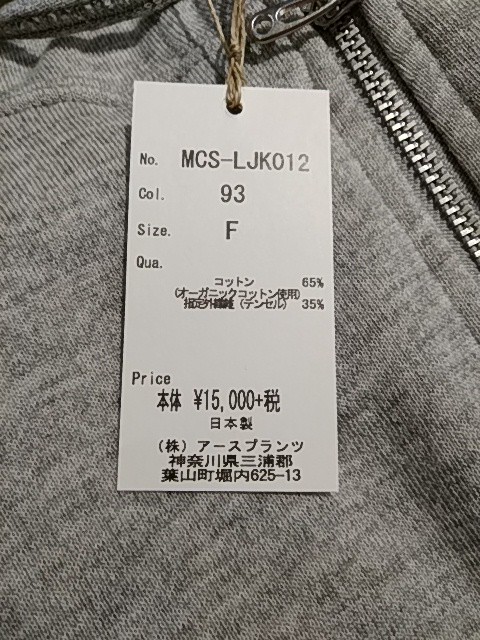 No. MCS-LJK012
Col. 93
Size. F
Qua.
コットン 65%
(オーガニックコットン使用)
指定外繊維（テンセル） 35%
Price
本体 ¥15,000+税
日本製
（株）アースプランツ
神奈川県三浦郡
葉山町堀内625-13